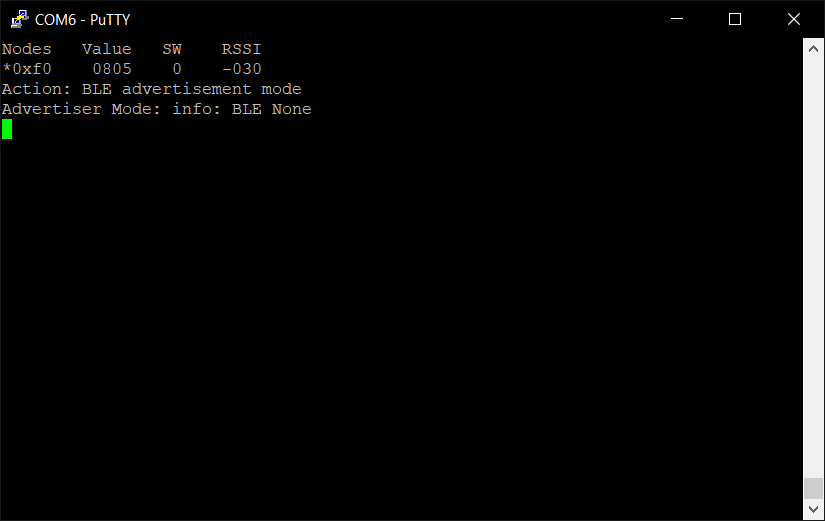 COM6 - PuTTY
Nodes   Value   SW    RSSI
*0xf0    0805    0    -030
Action: BLE advertisement mode
Advertiser Mode: info: BLE None